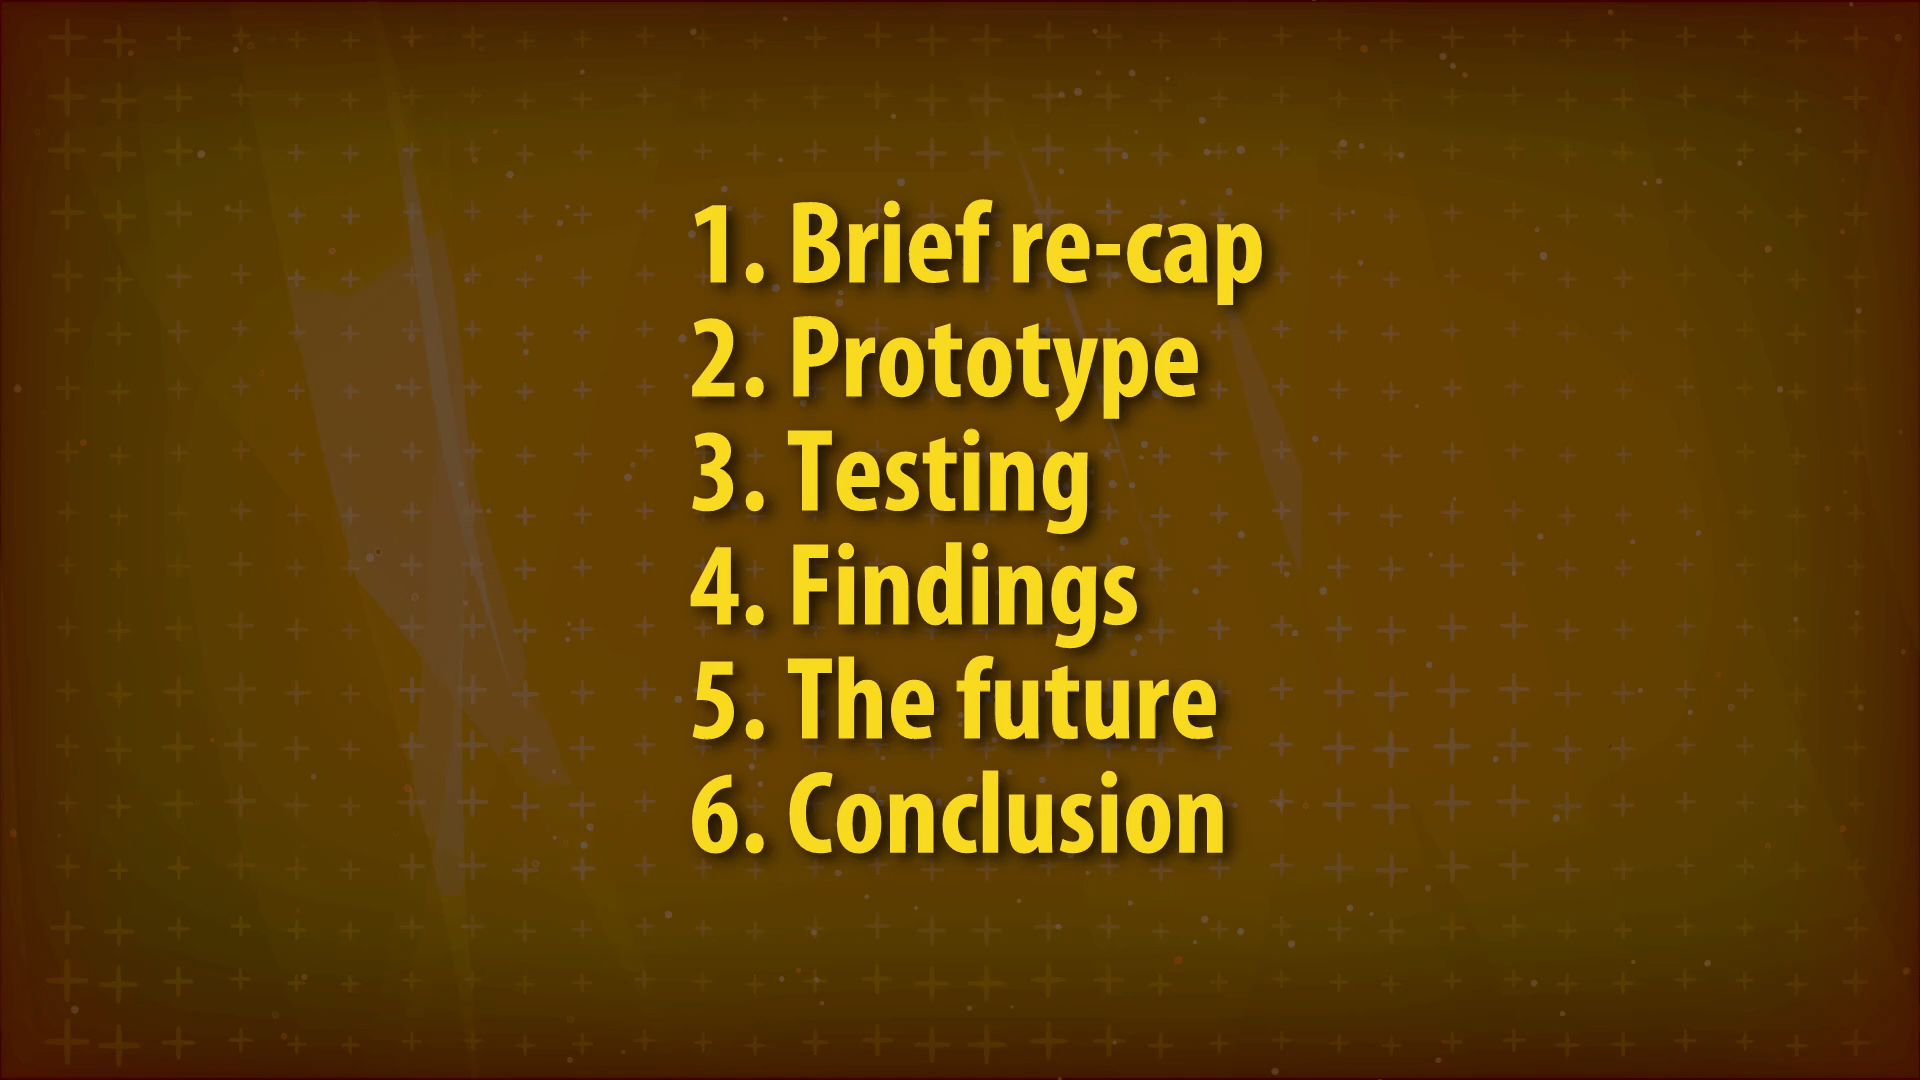 1. Brief re-cap
2. Prototype
3. Testing
4. Findings
5. The future
6. Conclusion